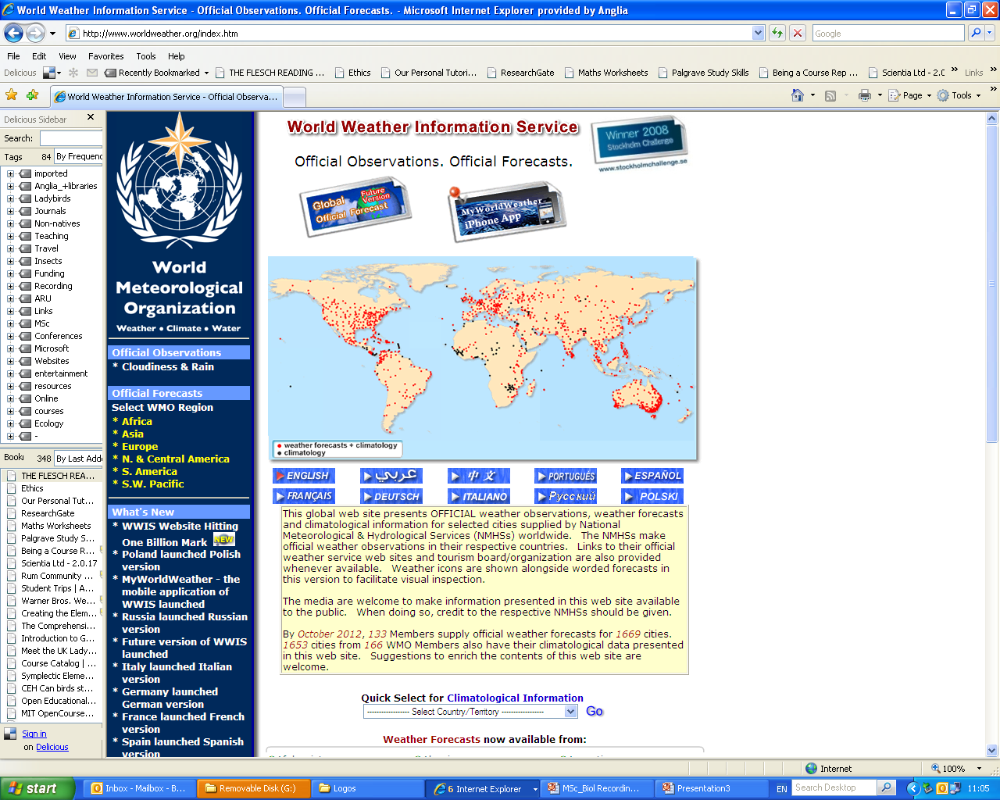 World Weather Information Service - Official Observations. Official Forecasts. - Microsoft Internet Explorer provided by Anglia
http://www.worldweather.org/index.htm
Google
File Edit View Favorites Tools Help
Delicious Recently Bookmarked THE FLESCH READING ... Ethics Our Personal Tutori... ResearchGate Maths Worksheets Palgrave Study Skills Being a Course Rep ... Scientia Ltd - 2.0 Links
World Weather Information Service - Official Observa...
Page Tools
Delicious Sidebar
Search:
Tags 84 By Frequenc
imported
Anglia_+libraries
Ladybirds
Journals
Non-natives
Teaching
Travel
Insects
Funding
Recording
ARU
Links
MSc
Conferences
Microsoft
Websites
entertainment
resources
Online
courses
Ecology
-
348 By Last Adde
THE FLESCH REA...
Ethics
Our Personal Tut...
ResearchGate
Maths Worksheets
Palgrave Study S...
Being a Course R...
Scientia Ltd - 2.0.17
Rum Community ...
Student Trips | A...
Warner Bros. We...
Creating the Elem...
The Comprehensi...
Introduction to G...
Meet the UK Lady...
Course Catalog | ...
Symplectic Eleme...
CEH Can birds st...
Open Educational...
MIT OpenCourse...
Sign in
on Delicious
World
Meteorological
Organization
Weather • Climate • Water
Official Observations
* Cloudiness & Rain
Official Forecasts
Select WMO Region
* Africa
* Asia
* Europe
* N. & Central America
* S. America
* S.W. Pacific
What's New
* WWIS Website Hitting
One Billion Mark NEW
* Poland launched Polish
version
* MyWorldWeather - the
mobile application of
WWIS launched
* Russia launched Russian
version
* Future version of WWIS
launched
* Italy launched Italian
version
* Germany launched
German version
* France launched French
version
* Spain launched Spanish
version
World Weather Information Service
Official Observations. Official Forecasts.
Winner 2008
Stockholm Challenge
www.stockholmchallenge.se
Global
Official Forecast
Future
Version
MyWorldWeather
iPhone App
weather forecasts + climatology
climatology
ENGLISH عربي 中文 PORTUGUÊS ESPAÑOL
FRANÇAIS DEUTSCH ITALIANO Русский POLSKI
This global web site presents OFFICIAL weather observations, weather forecasts
and climatological information for selected cities supplied by National
Meteorological & Hydrological Services (NMHSs) worldwide. The NMHSs make
official weather observations in their respective countries. Links to their official
weather service web sites and tourism board/organization are also provided
whenever available. Weather icons are shown alongside worded forecasts in
this version to facilitate visual inspection.
The media are welcome to make information presented in this web site available
to the public. When doing so, credit to the respective NMHSs should be given.
By October 2012, 133 Members supply official weather forecasts for 1669 cities.
1653 cities from 166 WMO Members also have their climatological data presented
in this web site. Suggestions to enrich the contents of this web site are
welcome.
Quick Select for Climatological Information
----------------- Select Country/Territory ----------------- Go
Weather Forecasts now available from:
Internet 100%
start Inbox - Mailbox - B... Removable Disk (G:) Logos 6 Internet Explorer MSc_Biol Recordin... Presentation3 EN Search Desktop 11:05